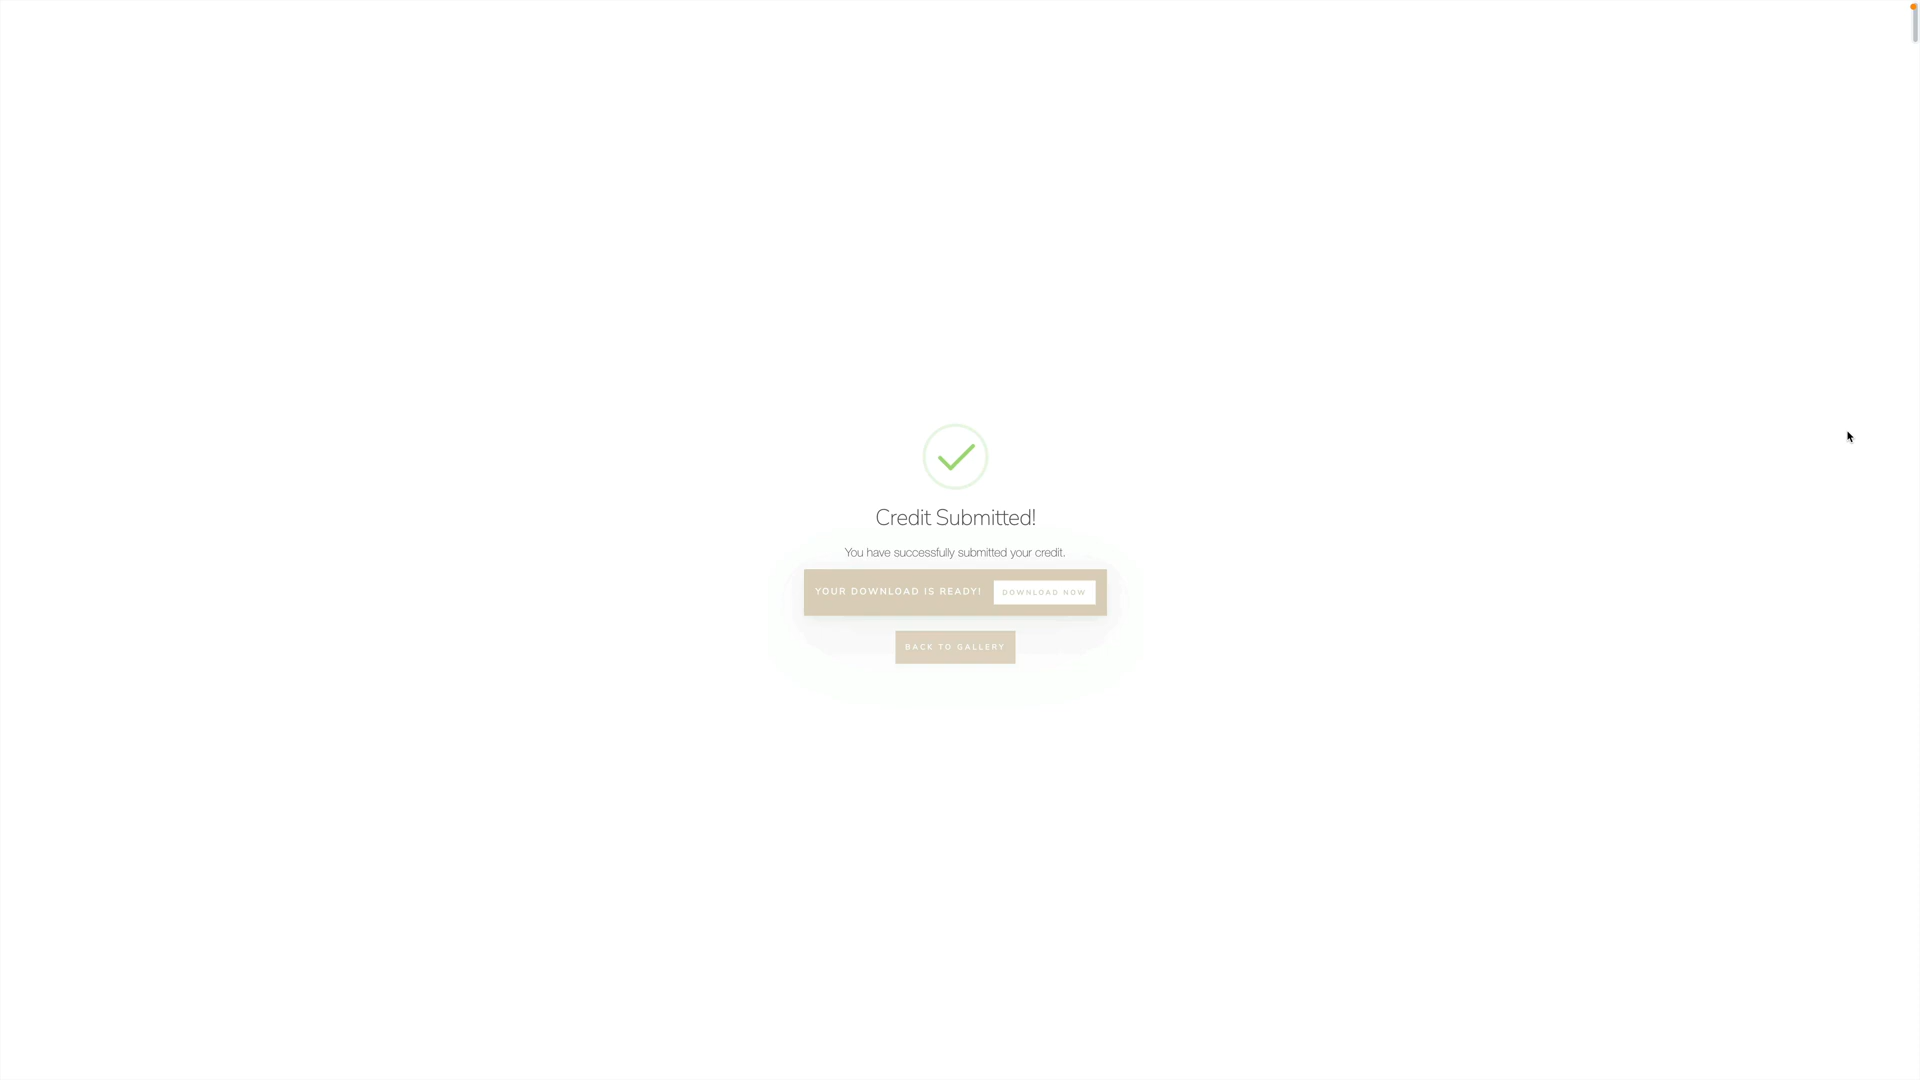 Credit Submitted!
You have successfully submitted your credit.
YOUR DOWNLOAD IS READY! DOWNLOAD NOW
BACK TO GALLERY